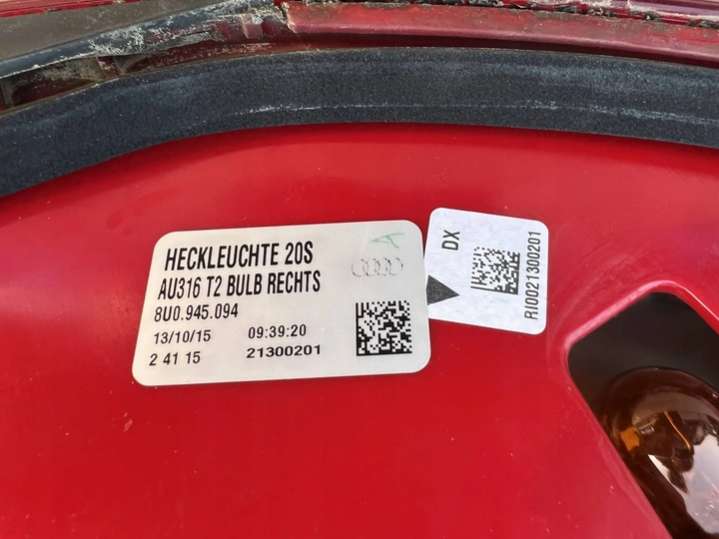 HECKLEUCHTE 20S
AU316 T2 BULB RECHTS
8U0.945.094
13/10/15 09:39:20
2 41 15 21300201
A
DX
RI0021300201